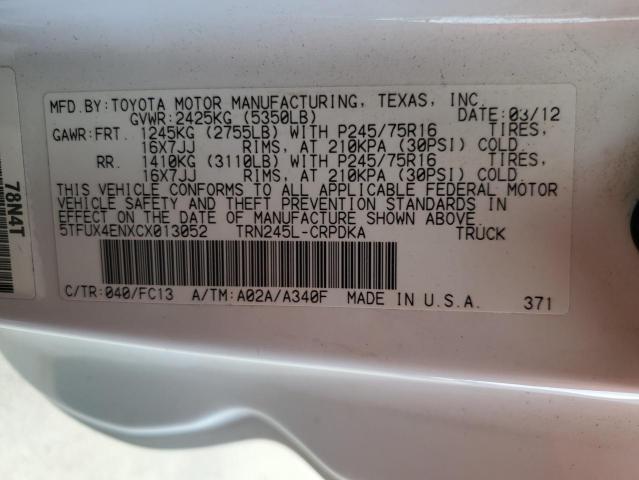 MFD.BY:TOYOTA MOTOR MANUFACTURING, TEXAS, INC.
GVWR:2425KG (5350LB) DATE:03/12
GAWR:FRT. 1245KG (2755LB) WITH P245/75R16 TIRES,
16X7JJ RIMS, AT 210KPA (30PSI) COLD
RR. 1410KG (3110LB) WITH P245/75R16 TIRES,
16X7JJ RIMS, AT 210KPA (30PSI) COLD
THIS VEHICLE CONFORMS TO ALL APPLICABLE FEDERAL MOTOR
VEHICLE SAFETY AND THEFT PREVENTION STANDARDS IN
EFFECT ON THE DATE OF MANUFACTURE SHOWN ABOVE.
5TFUX4ENXCX013052 TRN245L-CRPDKA TRUCK
C/TR:040/FC13 A/TM:A02A/A340F MADE IN U.S.A. 371
78N4T